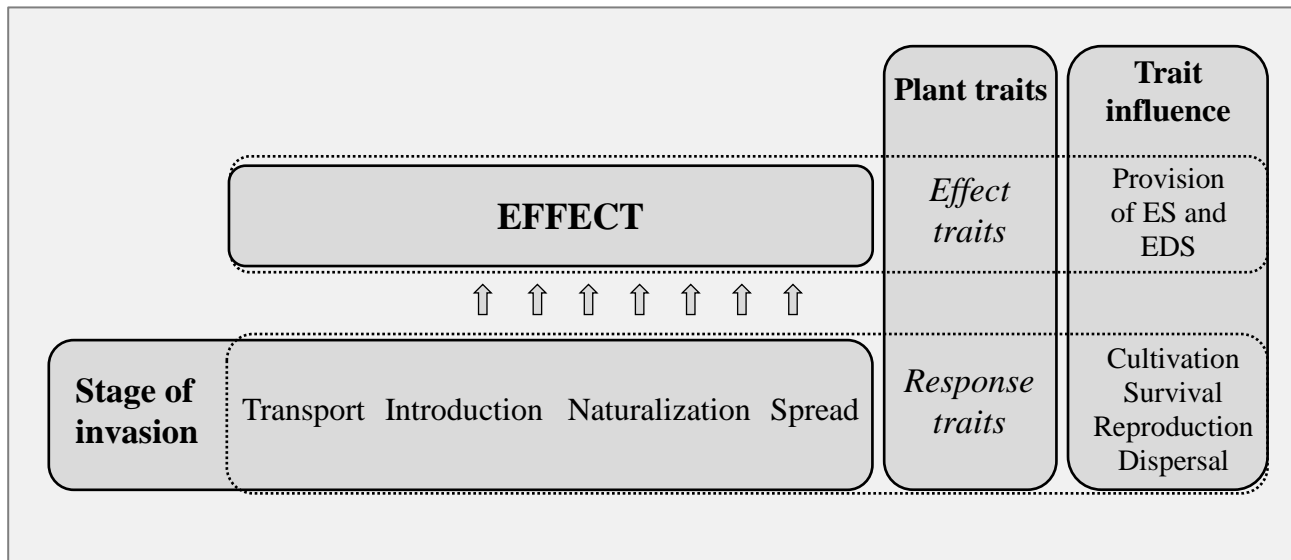 Plant traits
Trait
influence
EFFECT
Effect
traits
Provision
of ES and
EDS
Stage of
invasion
Transport Introduction Naturalization Spread
Response
traits
Cultivation
Survival
Reproduction
Dispersal